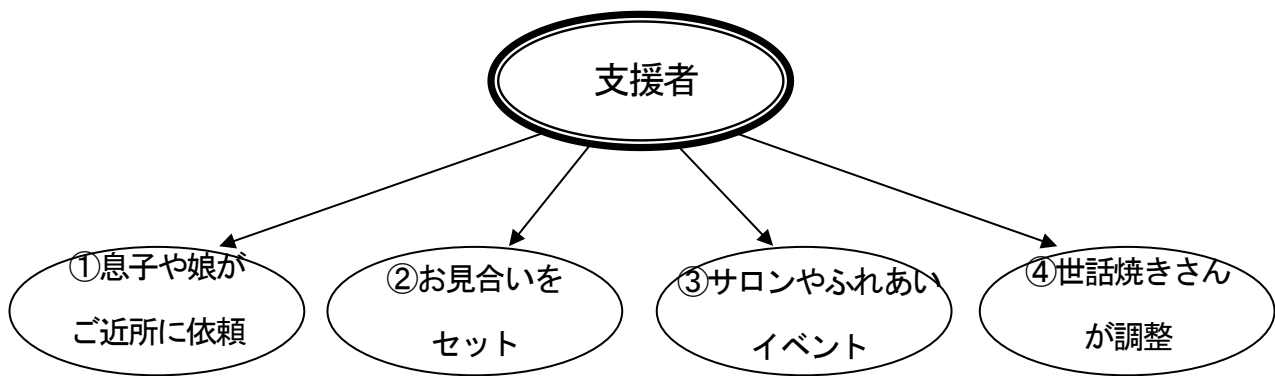 支援者
①息子や娘が
ご近所に依頼
②お見合いを
セット
③サロンやふれあい
イベント
④世話焼きさん
が調整